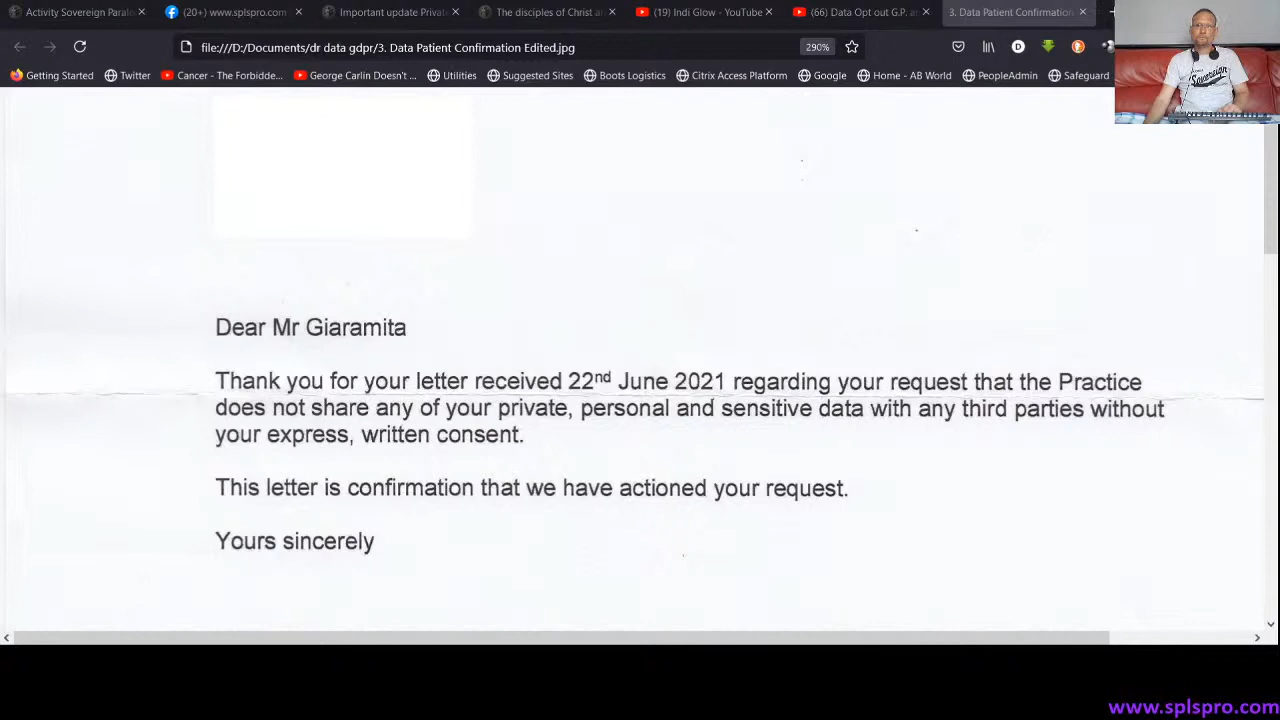 Activity Sovereign Paralo
(20+) www.splspro.com
Important update Privat
The disciples of Christ ar
(19) Indi Glow - YouTube
(66) Data Opt out G.P. as
3. Data Patient Confirmation
file:///D:/Documents/dr data gdpr/3. Data Patient Confirmation Edited.jpg
290%
Getting Started
Twitter
Cancer - The Forbidde...
George Carlin Doesn't ...
Utilities
Suggested Sites
Boots Logistics
Citrix Access Platform
Google
Home - AB World
PeopleAdmin
Safeguard
Sovereign
Dear Mr Giaramita
Thank you for your letter received 22nd June 2021 regarding your request that the Practice
does not share any of your private, personal and sensitive data with any third parties without
your express, written consent.
This letter is confirmation that we have actioned your request.
Yours sincerely
www.splspro.com